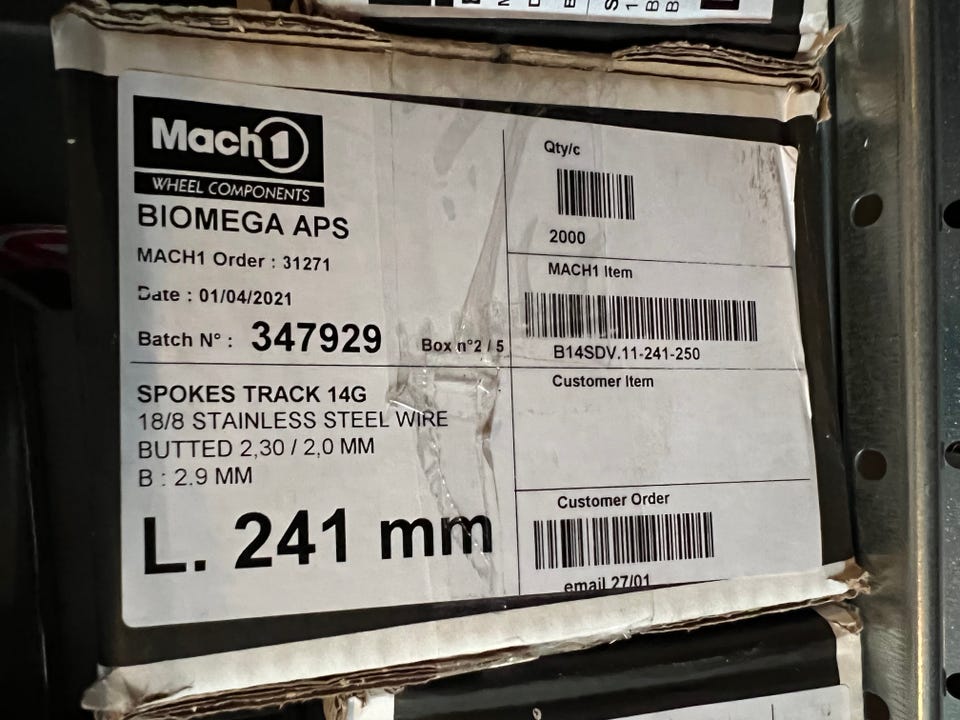 Mach1
WHEEL COMPONENTS
BIOMEGA APS
MACH1 Order : 31271
Date : 01/04/2021
Batch N° : 347929
Box n°2 / 5
SPOKES TRACK 14G
18/8 STAINLESS STEEL WIRE
BUTTED 2,30 / 2,0 MM
B : 2.9 MM
L. 241 mm
Qty/c
2000
MACH1 Item
B14SDV.11-241-250
Customer Item
Customer Order
email 27/01